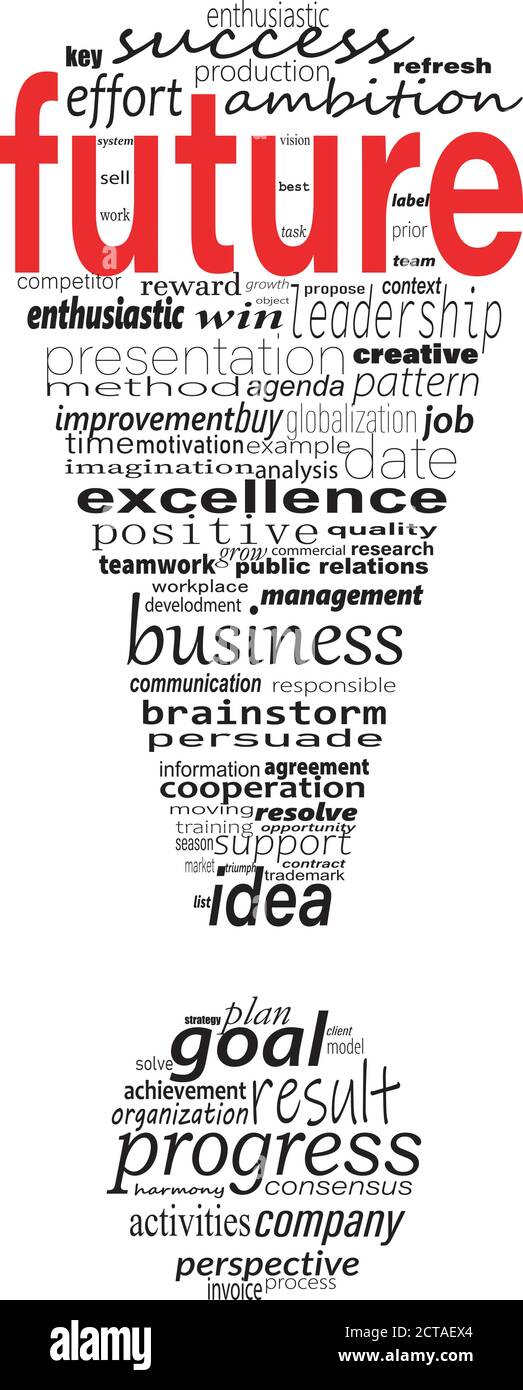 enthusiastic
success
key
production refresh
effort ambition
future
system vision
sell best
work label
task prior
team
competitor reward growth propose context
object
enthusiastic win leadership
presentation creative
method agenda pattern
improvement buy globalization job
time motivation example date
imagination analysis
excellence
positive quality
grow commercial research
teamwork public relations
workplace management
develodment
business
communication responsible
brainstorm
persuade
information agreement
cooperation
moving resolve
training opportunity
season support
market triumph contract
trademark
list idea
strategy plan
goal client
model
solve
achievement result
organization
progress
harmony consensus
activities company
perspective
invoice process
alamy
Image ID: 2CTAEX4
www.alamy.com